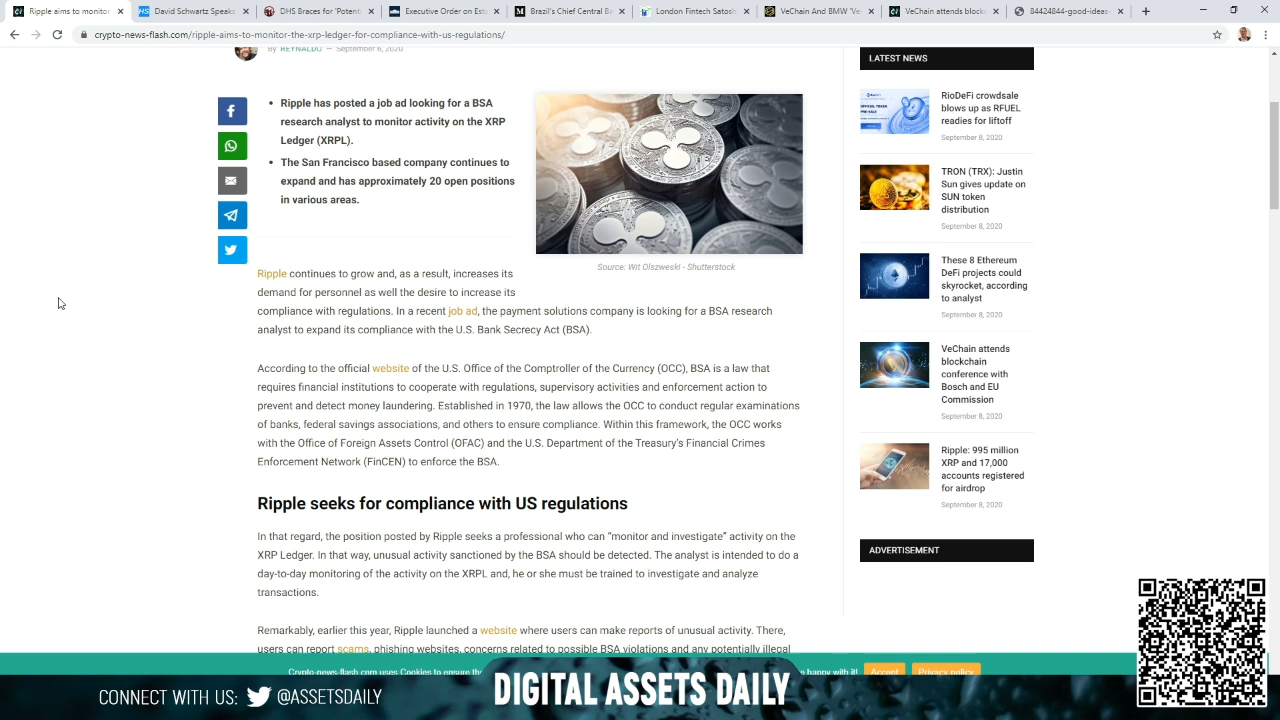 Ripple aims to monitor
David Schwartz Speaks
Ripple aims to monitor
Digital's Chief Economist B
London Fintech Satos
VeChain And BMW 'Ve
84424844-good-ideas-
crypto-news-flash.com/ripple-aims-to-monitor-the-xrp-ledger-for-compliance-with-us-regulations/
By REYNALDO — September 6, 2020
Ripple has posted a job ad looking for a BSA
research analyst to monitor activity on the XRP
Ledger (XRPL).
The San Francisco based company continues to
expand and has approximately 20 open positions
in various areas.
Source: Wit Olszweski - Shutterstock
Ripple continues to grow and, as a result, increases its
demand for personnel as well the desire to increase its
compliance with regulations. In a recent job ad, the payment solutions company is looking for a BSA research
analyst to expand its compliance with the U.S. Bank Secrecy Act (BSA).
According to the official website of the U.S. Office of the Comptroller of the Currency (OCC), BSA is a law that
requires financial institutions to cooperate with regulations, supervisory activities and enforcement action to
prevent and detect money laundering. Established in 1970, the law allows the OCC to conduct regular examinations
of banks, federal savings associations, and others to ensure compliance. Within this framework, the OCC works
with the Office of Foreign Assets Control (OFAC) and the U.S. Department of the Treasury's Financial Crimes
Enforcement Network (FinCEN) to enforce the BSA.
Ripple seeks for compliance with US regulations
In that regard, the position posted by Ripple seeks a professional who can "monitor and investigate" activity on the
XRP Ledger. In that way, unusual activity sanctioned by the BSA should be detected. The analyst is intended to do a
day-to-day monitoring of the activity on the XRPL and, he or she must be trained to investigate and analyze
transactions.
Remarkably, earlier this year, Ripple launched a website where users can make reports of unusual activity. There,
users can report scams, phishing websites, concerns related to possible BSA violations and any potentially illegal
LATEST NEWS
RioDeFi crowdsale
blows up as RFUEL
readies for liftoff
September 8, 2020
TRON (TRX): Justin
Sun gives update on
SUN token
distribution
September 8, 2020
These 8 Ethereum
DeFi projects could
skyrocket, according
to analyst
September 8, 2020
VeChain attends
blockchain
conference with
Bosch and EU
Commission
September 8, 2020
Ripple: 995 million
XRP and 17,000
accounts registered
for airdrop
September 8, 2020
ADVERTISEMENT
Crypto-news-flash.com uses Cookies to ensure the
e happy with it!
Accept
Privacy policy
CONNECT WITH US: @ASSETSDAILY
DIGITAL ASSETS DAILY